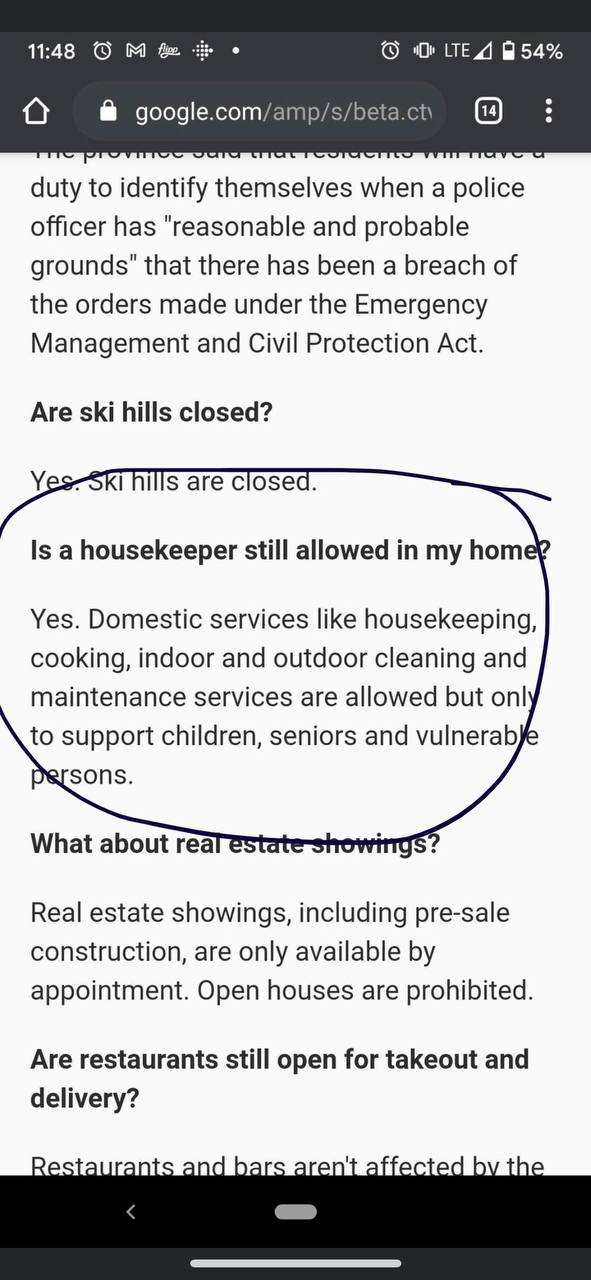 11:48 flipp LTE 54%
google.com/amp/s/beta.ctv 14
The province said that residents will have a
duty to identify themselves when a police
officer has "reasonable and probable
grounds" that there has been a breach of
the orders made under the Emergency
Management and Civil Protection Act.
Are ski hills closed?
Yes. Ski hills are closed.
Is a housekeeper still allowed in my home?
Yes. Domestic services like housekeeping,
cooking, indoor and outdoor cleaning and
maintenance services are allowed but only
to support children, seniors and vulnerable
persons.
What about real estate showings?
Real estate showings, including pre-sale
construction, are only available by
appointment. Open houses are prohibited.
Are restaurants still open for takeout and
delivery?
Restaurants and bars aren't affected by the